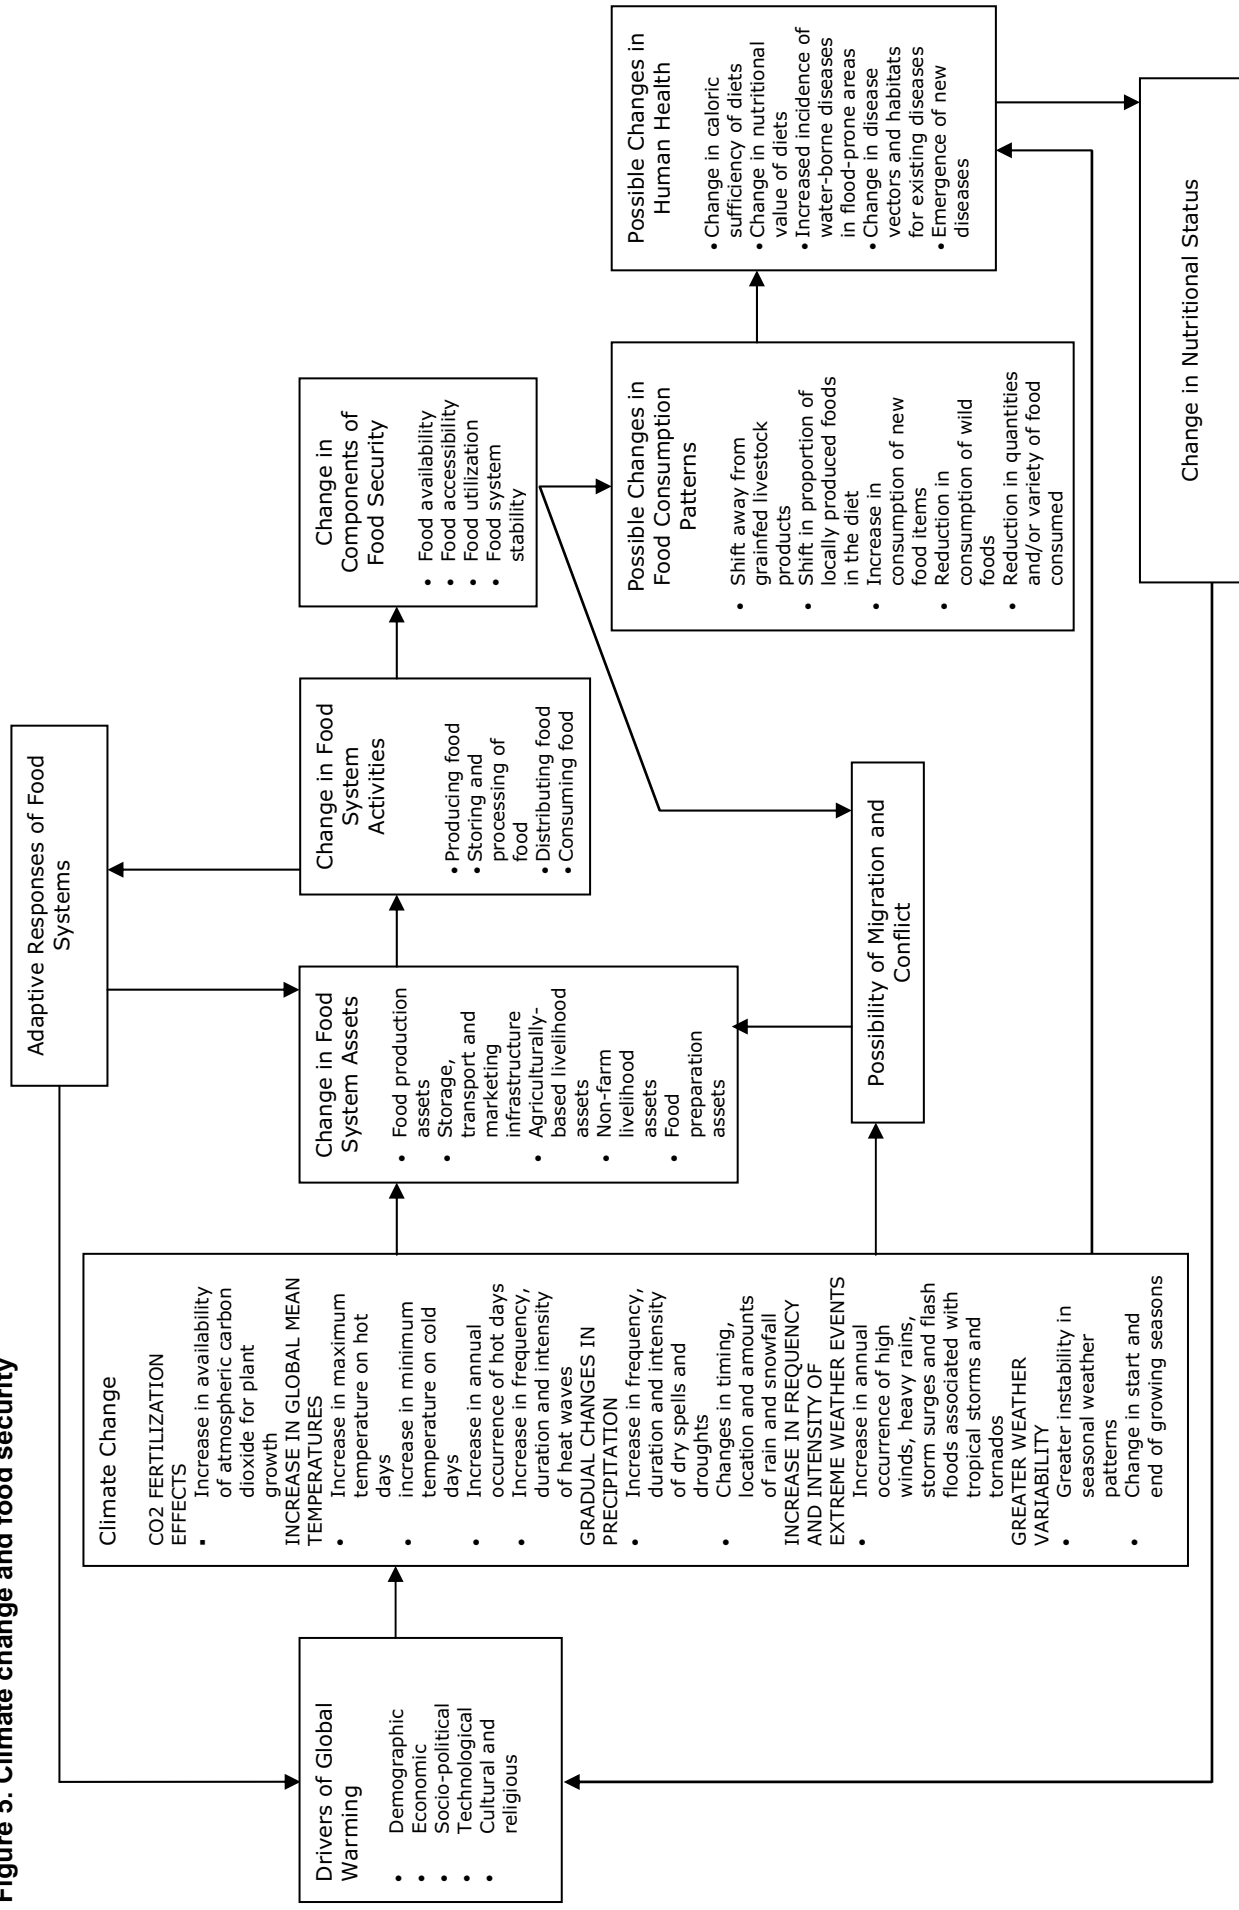 Figure 5. Climate change and food security
Adaptive Responses of Food
Systems
Drivers of Global
Warming
• Demographic
• Economic
• Socio-political
• Technological
• Cultural and
religious
Climate Change
CO2 FERTILIZATION
EFFECTS
▪ Increase in availability
of atmospheric carbon
dioxide for plant
growth
INCREASE IN GLOBAL MEAN
TEMPERATURES
• Increase in maximum
temperature on hot
days
• increase in minimum
temperature on cold
days
• Increase in annual
occurrence of hot days
• Increase in frequency,
duration and intensity
of heat waves
GRADUAL CHANGES IN
PRECIPITATION
• Increase in frequency,
duration and intensity
of dry spells and
droughts
• Changes in timing,
location and amounts
of rain and snowfall
INCREASE IN FREQUENCY
AND INTENSITY OF
EXTREME WEATHER EVENTS
• Increase in annual
occurrence of high
winds, heavy rains,
storm surges and flash
floods associated with
tropical storms and
tornados
GREATER WEATHER
VARIABILITY
• Greater instability in
seasonal weather
patterns
• Change in start and
end of growing seasons
Change in Food
System Assets
• Food production
assets
• Storage,
transport and
marketing
infrastructure
• Agriculturally-
based livelihood
assets
• Non-farm
livelihood
assets
• Food
preparation
assets
Change in Food
System
Activities
• Producing food
• Storing and
processing of
food
• Distributing food
• Consuming food
Change in
Components of
Food Security
• Food availability
• Food accessibility
• Food utilization
• Food system
stability
Possibility of Migration and
Conflict
Possible Changes in
Food Consumption
Patterns
• Shift away from
grainfed livestock
products
• Shift in proportion of
locally produced foods
in the diet
• Increase in
consumption of new
food items
• Reduction in
consumption of wild
foods
• Reduction in quantities
and/or variety of food
consumed
Possible Changes in
Human Health
• Change in caloric
sufficiency of diets
• Change in nutritional
value of diets
• Increased incidence of
water-borne diseases
in flood-prone areas
• Change in disease
vectors and habitats
for existing diseases
• Emergence of new
diseases
Change in Nutritional Status